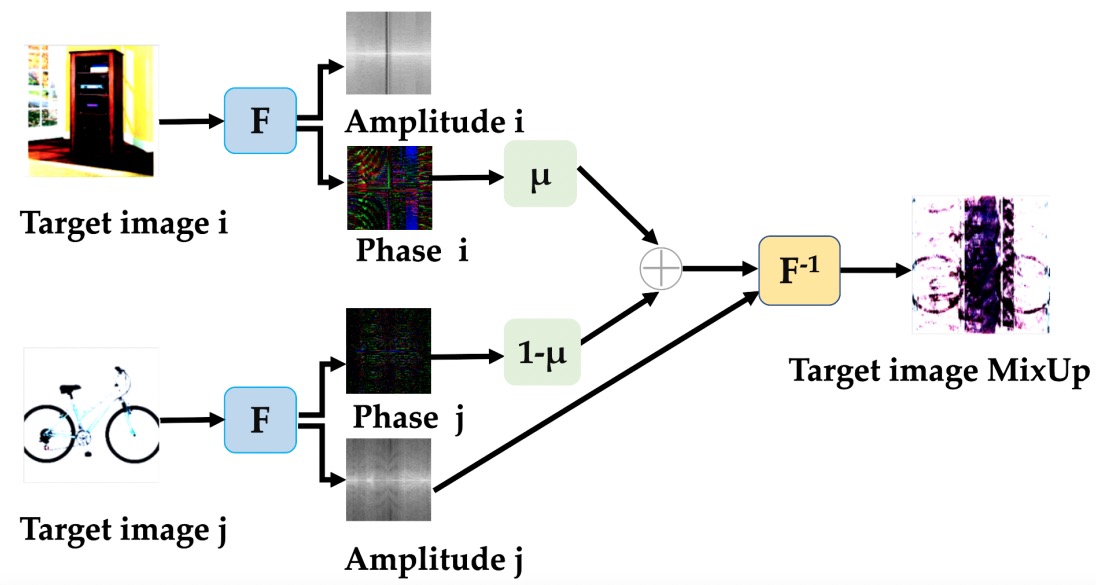 F
Amplitude i
μ
Target image i
Phase i
F⁻¹
1-μ
Target image MixUp
F
Phase j
Target image j
Amplitude j